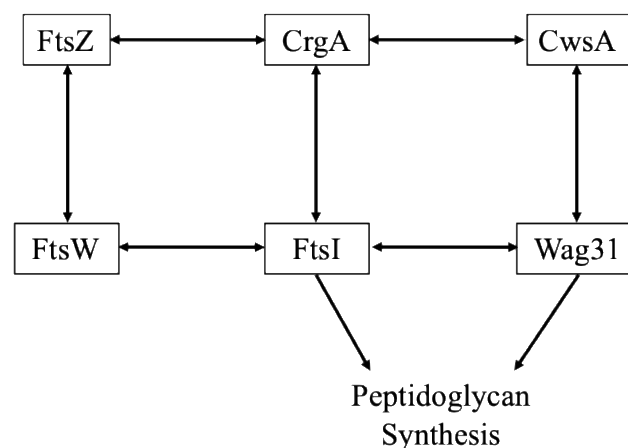 FtsZ
CrgA
CwsA
FtsW
FtsI
Wag31
Peptidoglycan
Synthesis